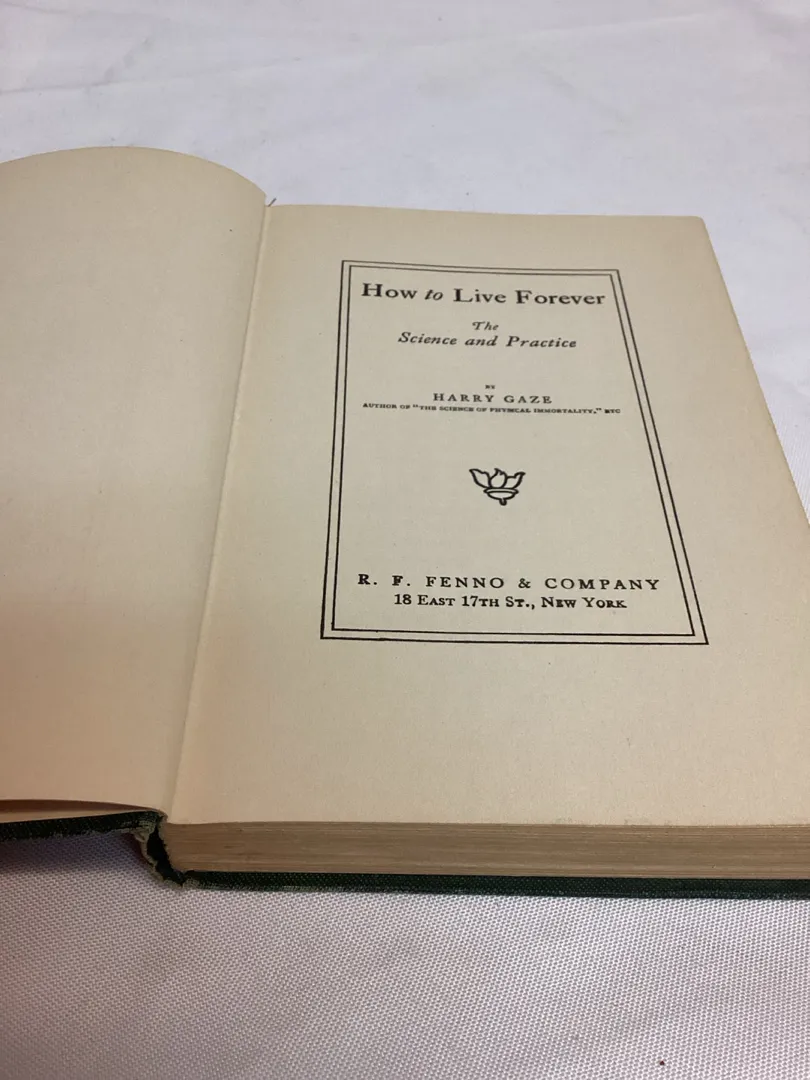 How to Live Forever
The
Science and Practice
BY
HARRY GAZE
AUTHOR OF "THE SCIENCE OF PHYSICAL IMMORTALITY," ETC
R. F. FENNO & COMPANY
18 EAST 17TH ST., NEW YORK